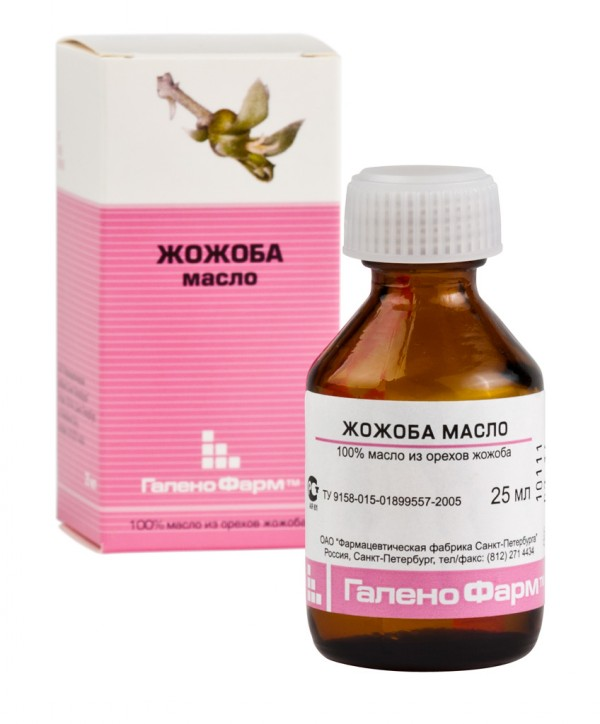 ЖОЖОБА
масло
ГаленоФарм™
100% масло из орехов жожоба
ЖОЖОБА МАСЛО
100% масло из орехов жожоба
ТУ 9158-015-01899557-2005
25 мл
10111
ОАО "Фармацевтическая фабрика Санкт-Петербурга"
Россия, Санкт-Петербург, тел/факс: (812) 271 4434
ГаленоФарм™